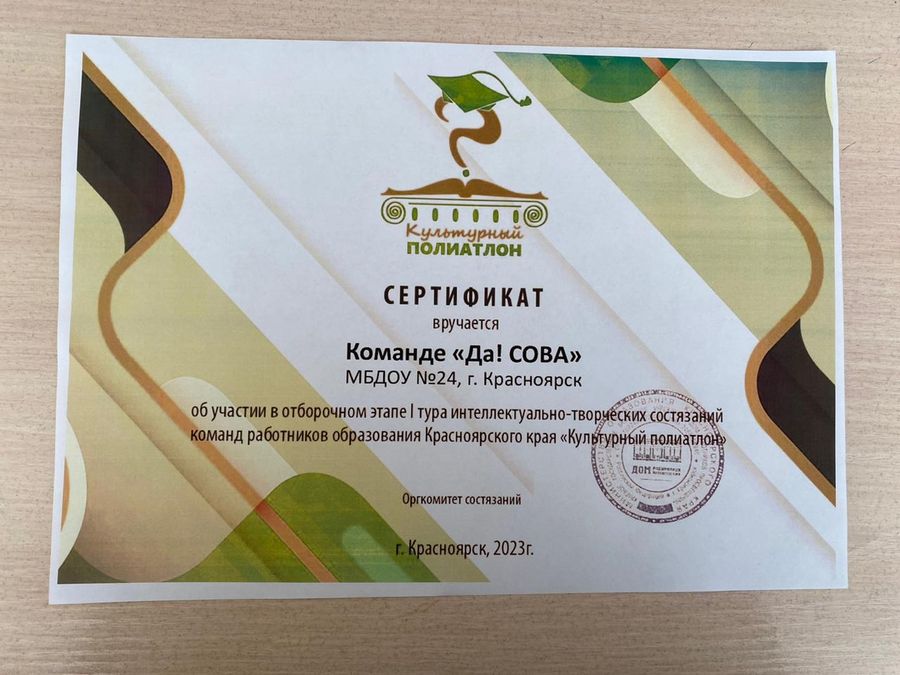 Культурный
ПОЛИАТЛОН
СЕРТИФИКАТ
вручается
Команде «Да! СОВА»
МБДОУ №24, г. Красноярск
об участии в отборочном этапе I тура интеллектуально-творческих состязаний
команд работников образования Красноярского края «Культурный полиатлон»
ДОМ
Оргкомитет состязаний
г. Красноярск, 2023г.